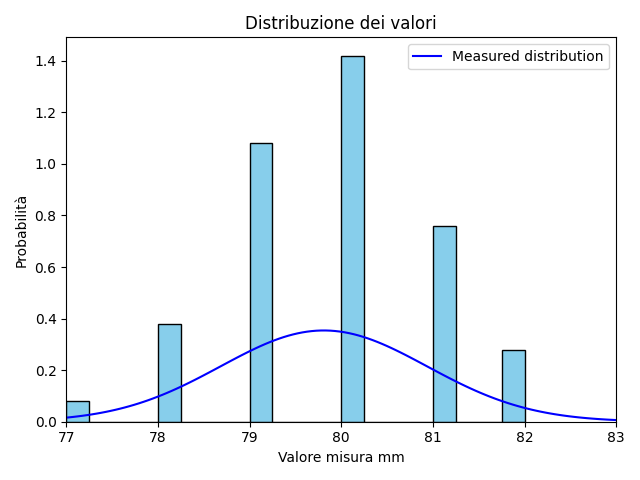 Distribuzione dei valori
Measured distribution
Probabilità
1.4
1.2
1.0
0.8
0.6
0.4
0.2
0.0
77 78 79 80 81 82 83
Valore misura mm